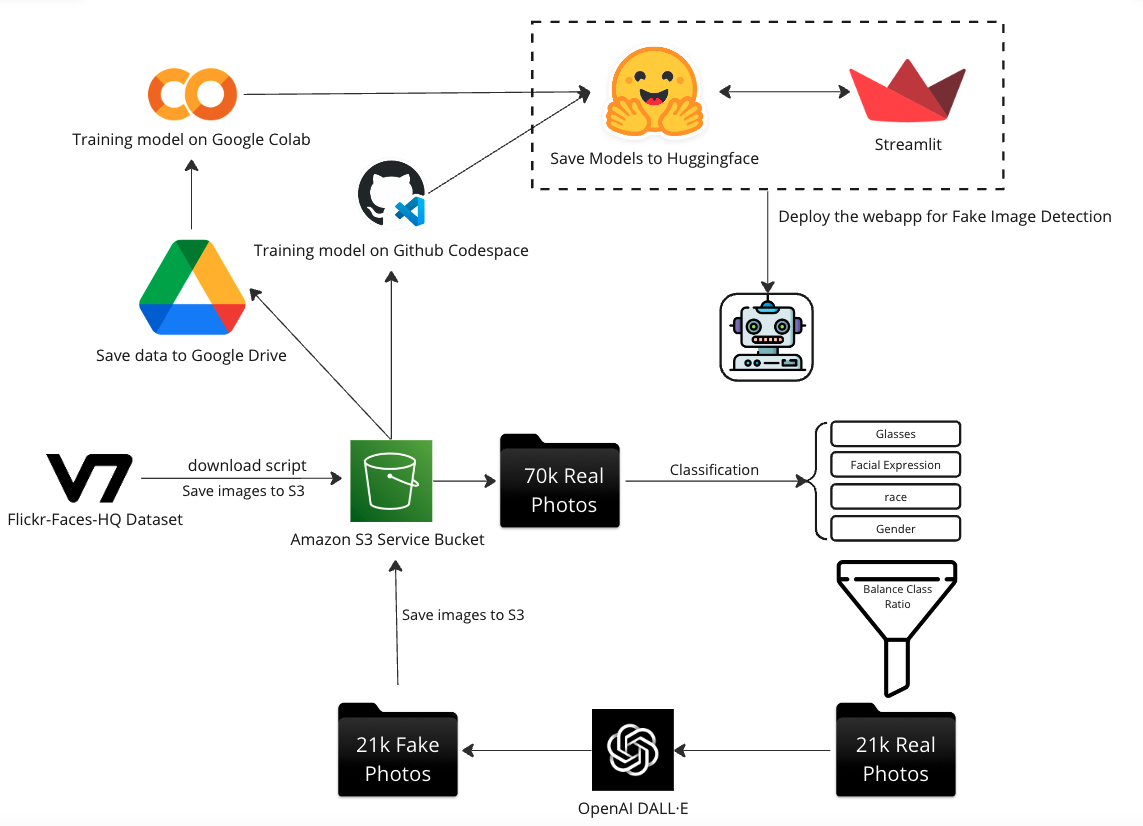 Training model on Google Colab
Save Models to Huggingface
Streamlit
Training model on Github Codespace
Deploy the webapp for Fake Image Detection
Save data to Google Drive
V7
Flickr-Faces-HQ Dataset
download script
Save images to S3
Amazon S3 Service Bucket
70k Real
Photos
Classification
Glasses
Facial Expression
race
Gender
Balance Class
Ratio
Save images to S3
21k Fake
Photos
OpenAI DALL·E
21k Real
Photos